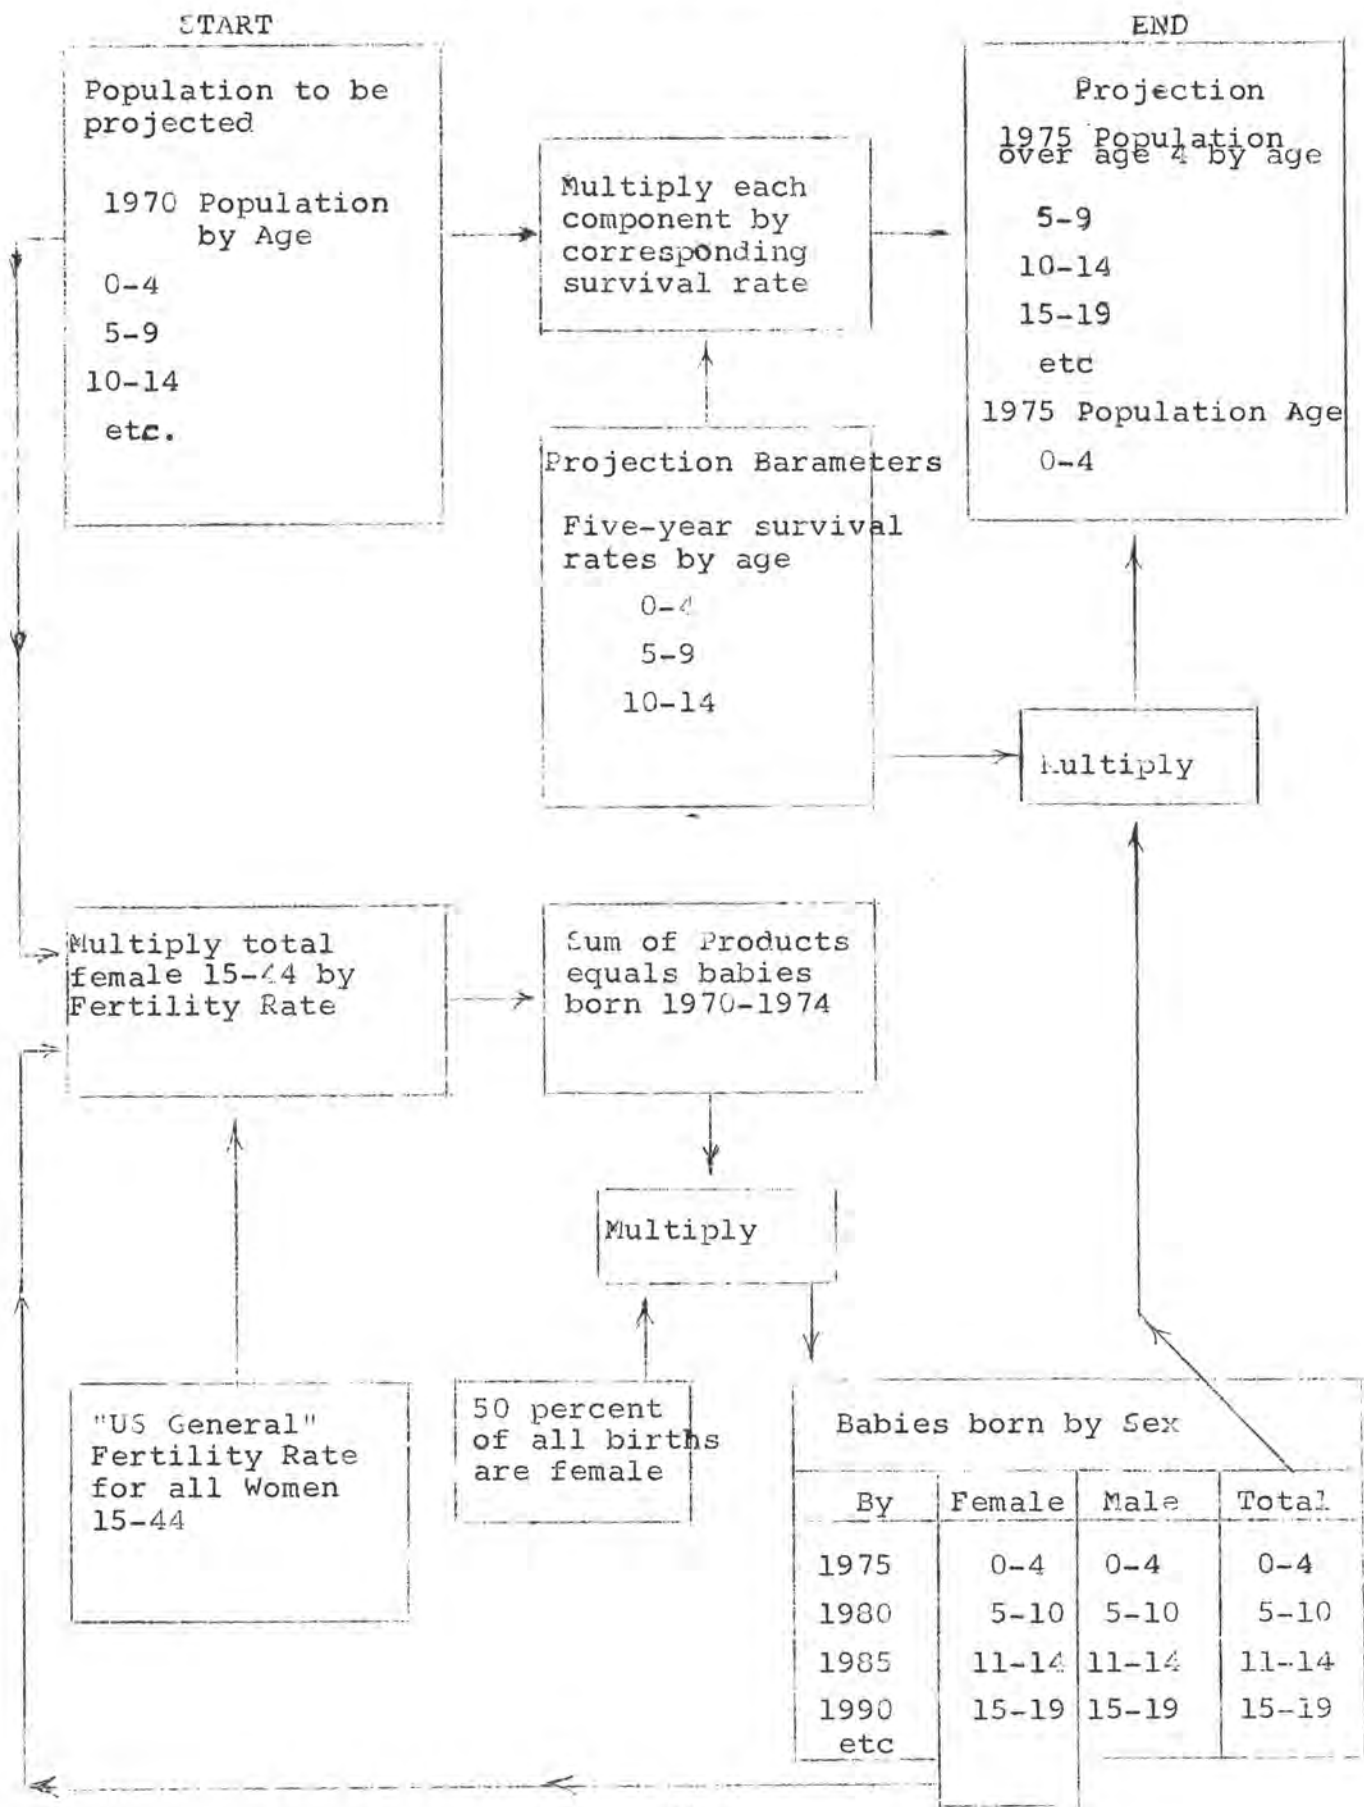 START
Population to be
projected
1970 Population
by Age
0-4
5-9
10-14
etc.
Multiply each
component by
corresponding
survival rate
END
Projection
1975 Population
over age 4 by age
5-9
10-14
15-19
etc
1975 Population Age
0-4
Projection Barameters
Five-year survival
rates by age
0-4
5-9
10-14
Multiply
Multiply total
female 15-44 by
Fertility Rate
Sum of Products
equals babies
born 1970-1974
Multiply
"US General"
Fertility Rate
for all Women
15-44
50 percent
of all births
are female
Babies born by Sex
By Female Male Total
1975 0-4 0-4 0-4
1980 5-10 5-10 5-10
1985 11-14 11-14 11-14
1990 15-19 15-19 15-19
etc